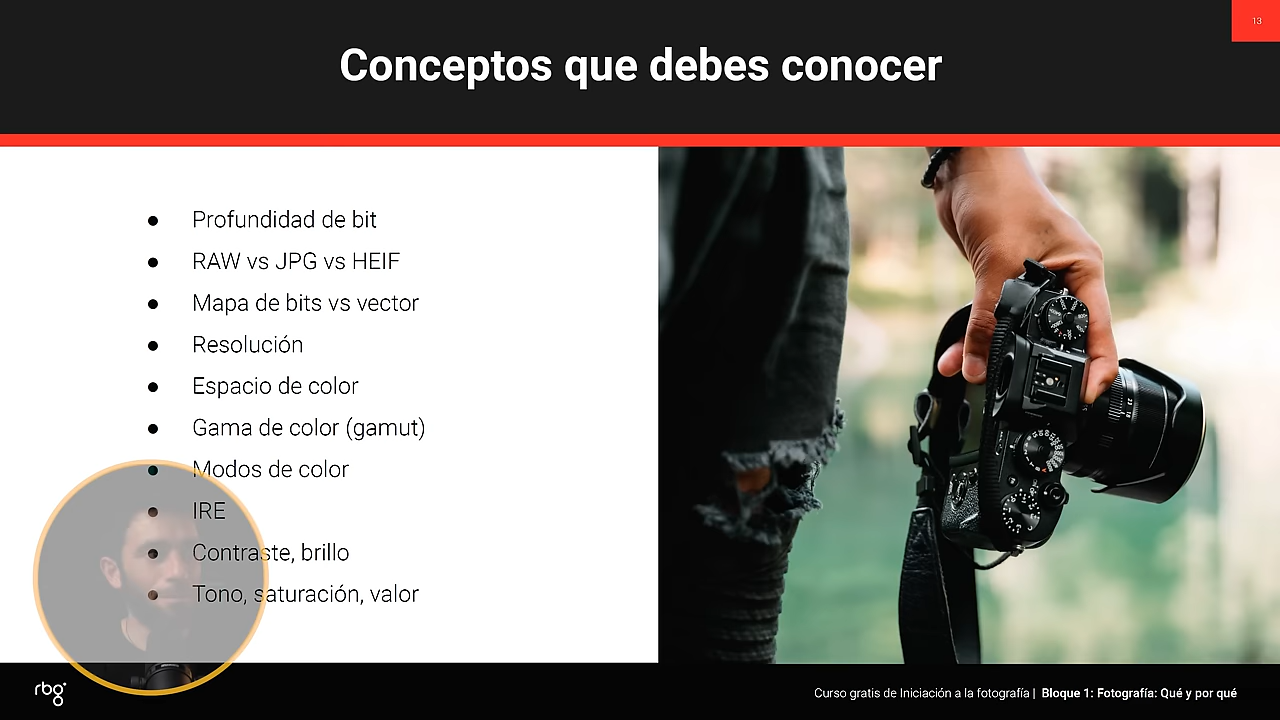 13
Conceptos que debes conocer
Profundidad de bit
RAW vs JPG vs HEIF
Mapa de bits vs vector
Resolución
Espacio de color
Gama de color (gamut)
Modos de color
IRE
Contraste, brillo
Tono, saturación, valor
rbg
Curso gratis de Iniciación a la fotografía | Bloque 1: Fotografía: Qué y por qué